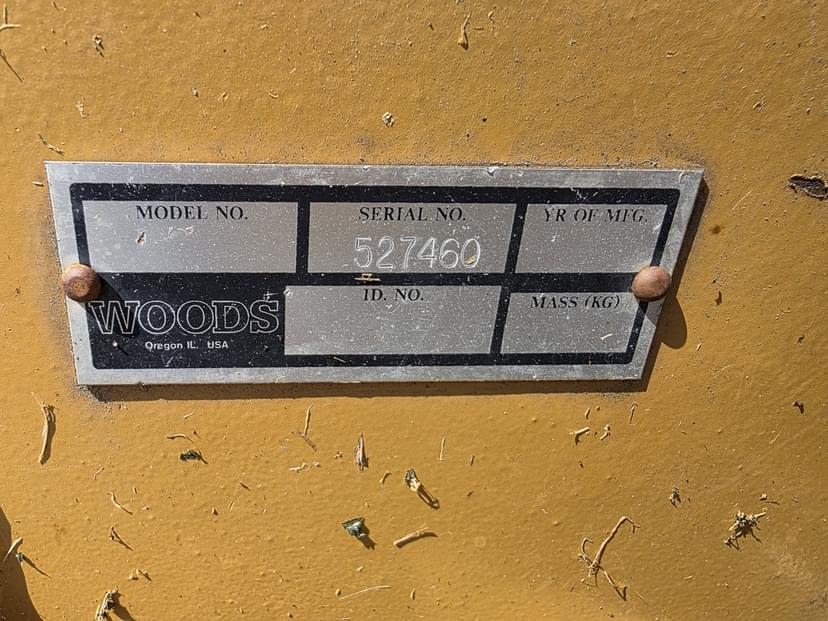 MODEL NO. SERIAL NO. YR OF MFG.
527460
WOODS ID. NO. MASS (KG)
Oregon IL. USA